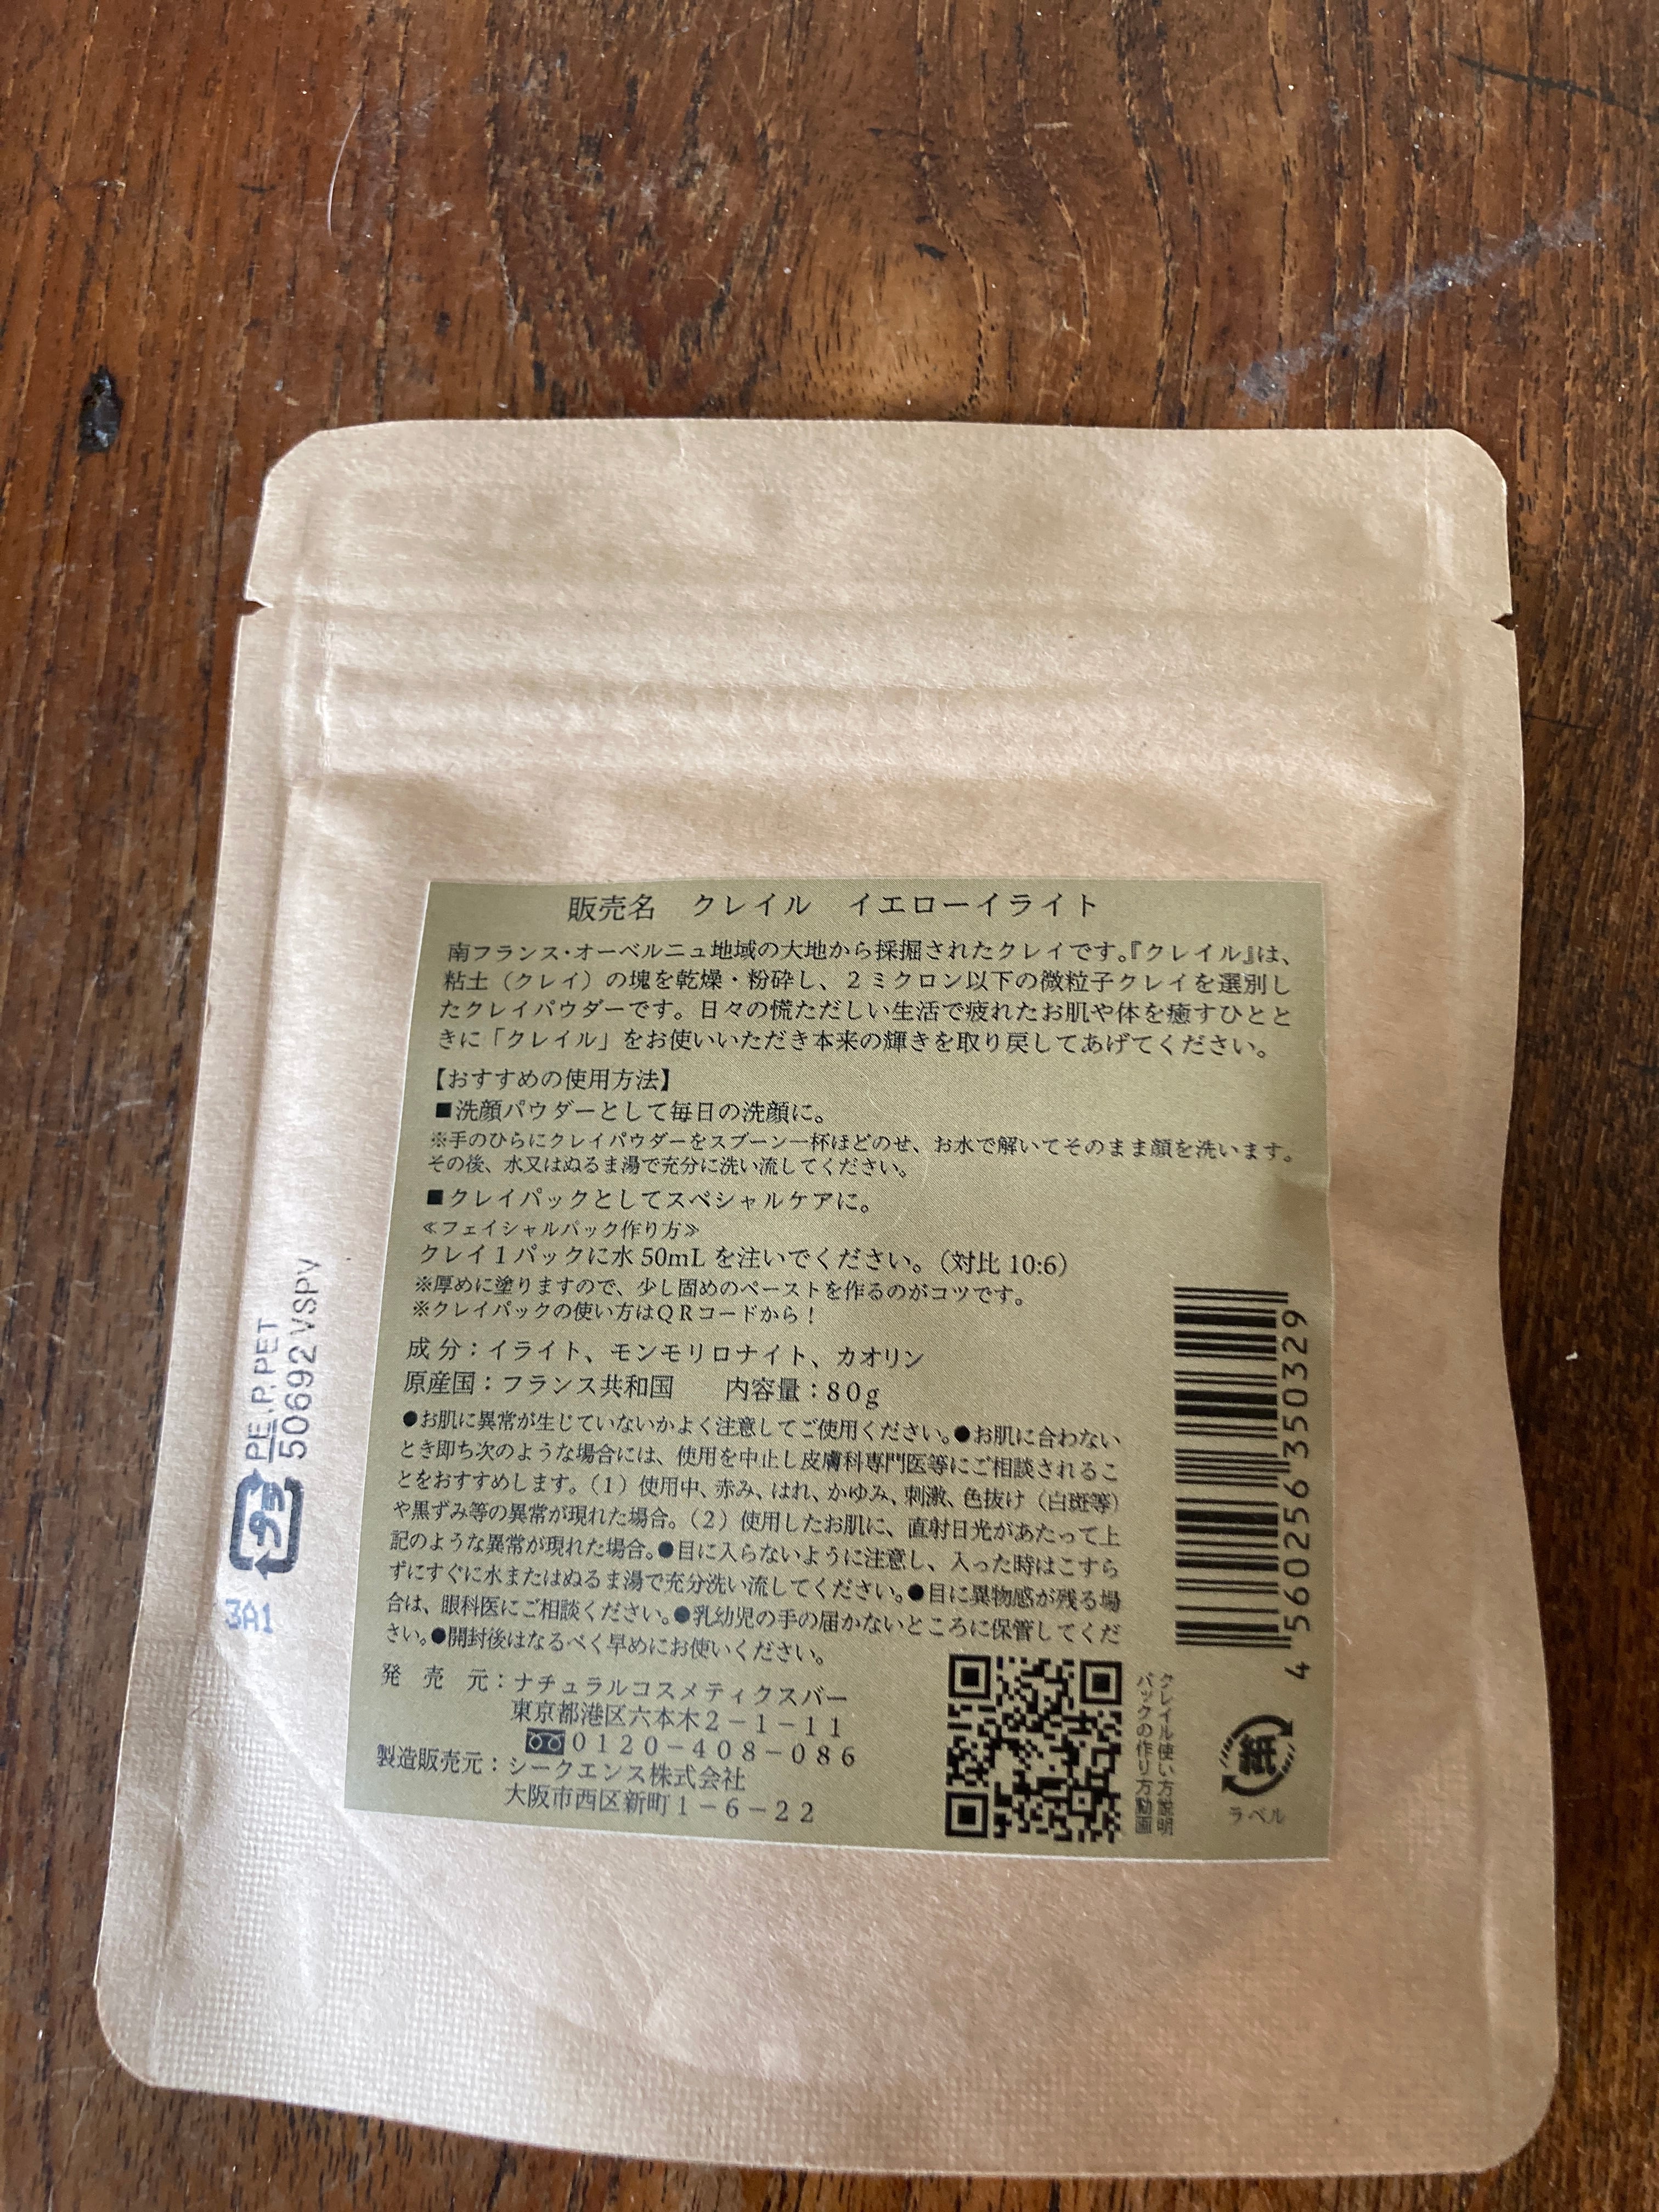 販売名 クレイル イエローイライト
南フランス・オーベルニュ地域の大地から採掘されたクレイです。『クレイル』は、
粘土（クレイ）の塊を乾燥・粉砕し、２ミクロン以下の微粒子クレイを選別し
たクレイパウダーです。日々の慌ただしい生活で疲れたお肌や体を癒すひとと
きに「クレイル」をお使いいただき本来の輝きを取り戻してあげてください。
【おすすめの使用方法】
■洗顔パウダーとして毎日の洗顔に。
※手のひらにクレイパウダーをスプーン一杯ほどのせ、お水で解いてそのまま顔を洗います。
その後、水又はぬるま湯で充分に洗い流してください。
■クレイパックとしてスペシャルケアに。
≪フェイシャルパック作り方≫
クレイ１パックに水 50mL を注いでください。（対比 10:6）
※厚めに塗りますので、少し固めのペーストを作るのがコツです。
※クレイパックの使い方はＱＲコードから！
成分：イライト、モンモリロナイト、カオリン
原産国：フランス共和国 内容量：80g
●お肌に異常が生じていないかよく注意してご使用ください。●お肌に合わない
とき即ち次のような場合には、使用を中止し皮膚科専門医等にご相談されるこ
とをおすすめします。（1）使用中、赤み、はれ、かゆみ、刺激、色抜け（白斑等）
や黒ずみ等の異常が現れた場合。（2）使用したお肌に、直射日光があたって上
記のような異常が現れた場合。●目に入らないように注意し、入った時はこすら
ずにすぐに水またはぬるま湯で充分洗い流してください。●目に異物感が残る場
合は、眼科医にご相談ください。●乳幼児の手の届かないところに保管してくだ
さい。●開封後はなるべく早めにお使いください。
発売元：ナチュラルコスメティクスバー
東京都港区六本木２－１－１１
０１２０－４０８－０８６
製造販売元：シークエンス株式会社
大阪市西区新町１－６－２２
クレイル使い方説明
パックの作り方動画
4 560256 350329
紙
ラベル
プラ
PE, P, PET
50692 VSPV
3A1